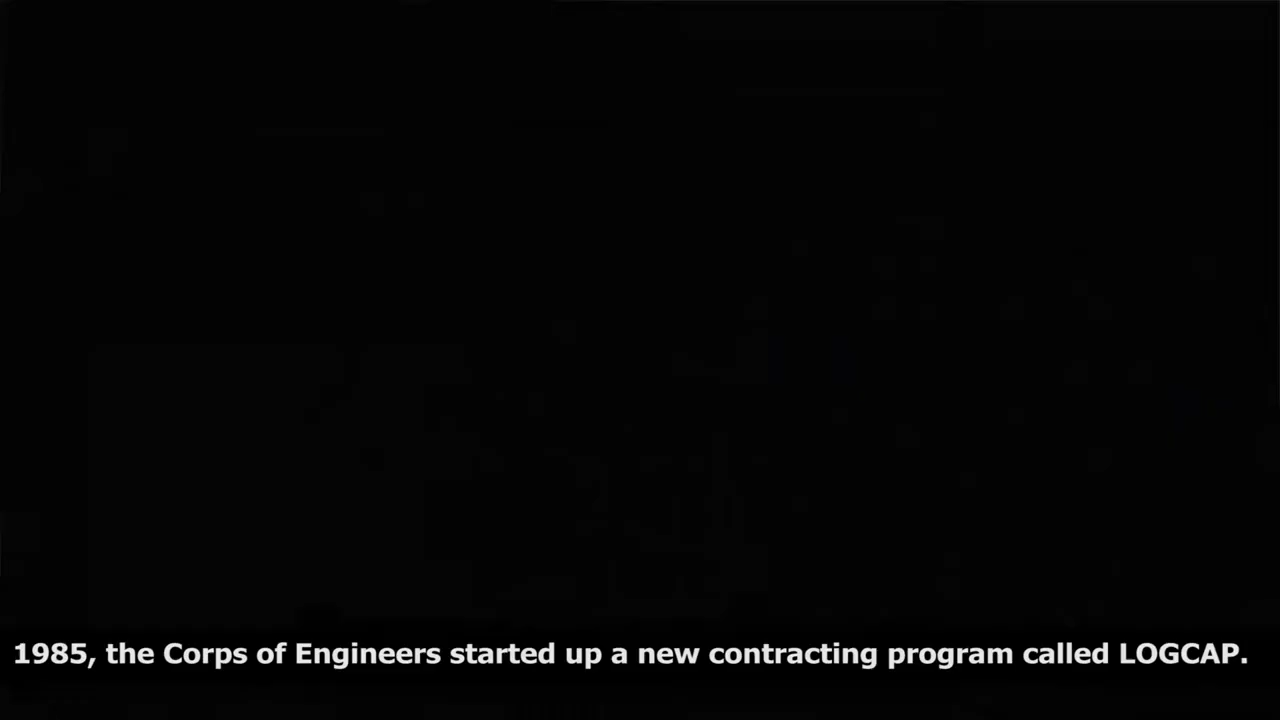 1985, the Corps of Engineers started up a new contracting program called LOGCAP.